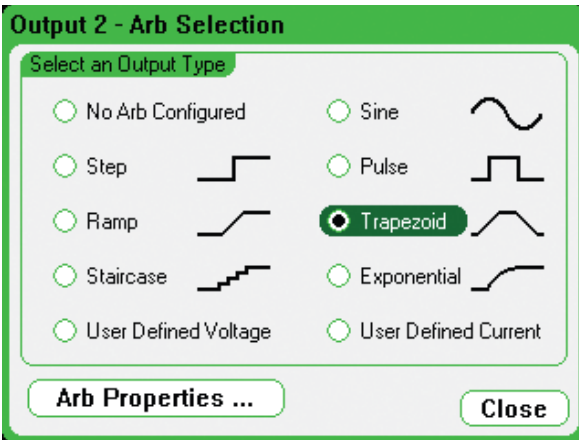 Output 2 - Arb Selection
Select an Output Type
No Arb Configured
Sine
Step
Pulse
Ramp
Trapezoid
Staircase
Exponential
User Defined Voltage
User Defined Current
Arb Properties ...
Close